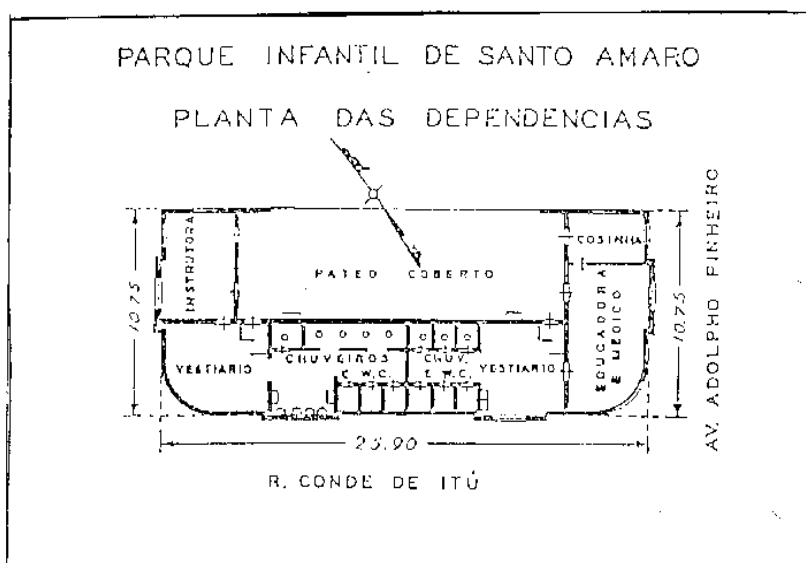 PARQUE INFANTIL DE SANTO AMARO
PLANTA DAS DEPENDENCIAS
INSTRUTORA
PATEO COBERTO
COSINHA
EDUCADORA
E MEDICO
VESTIARIO
CHUVEIROS
E W.C.
CHUV.
E W.C.
VESTIARIO
10.75
10.75
25.90
R. CONDE DE ITÚ
AV. ADOLPHO PINHEIRO